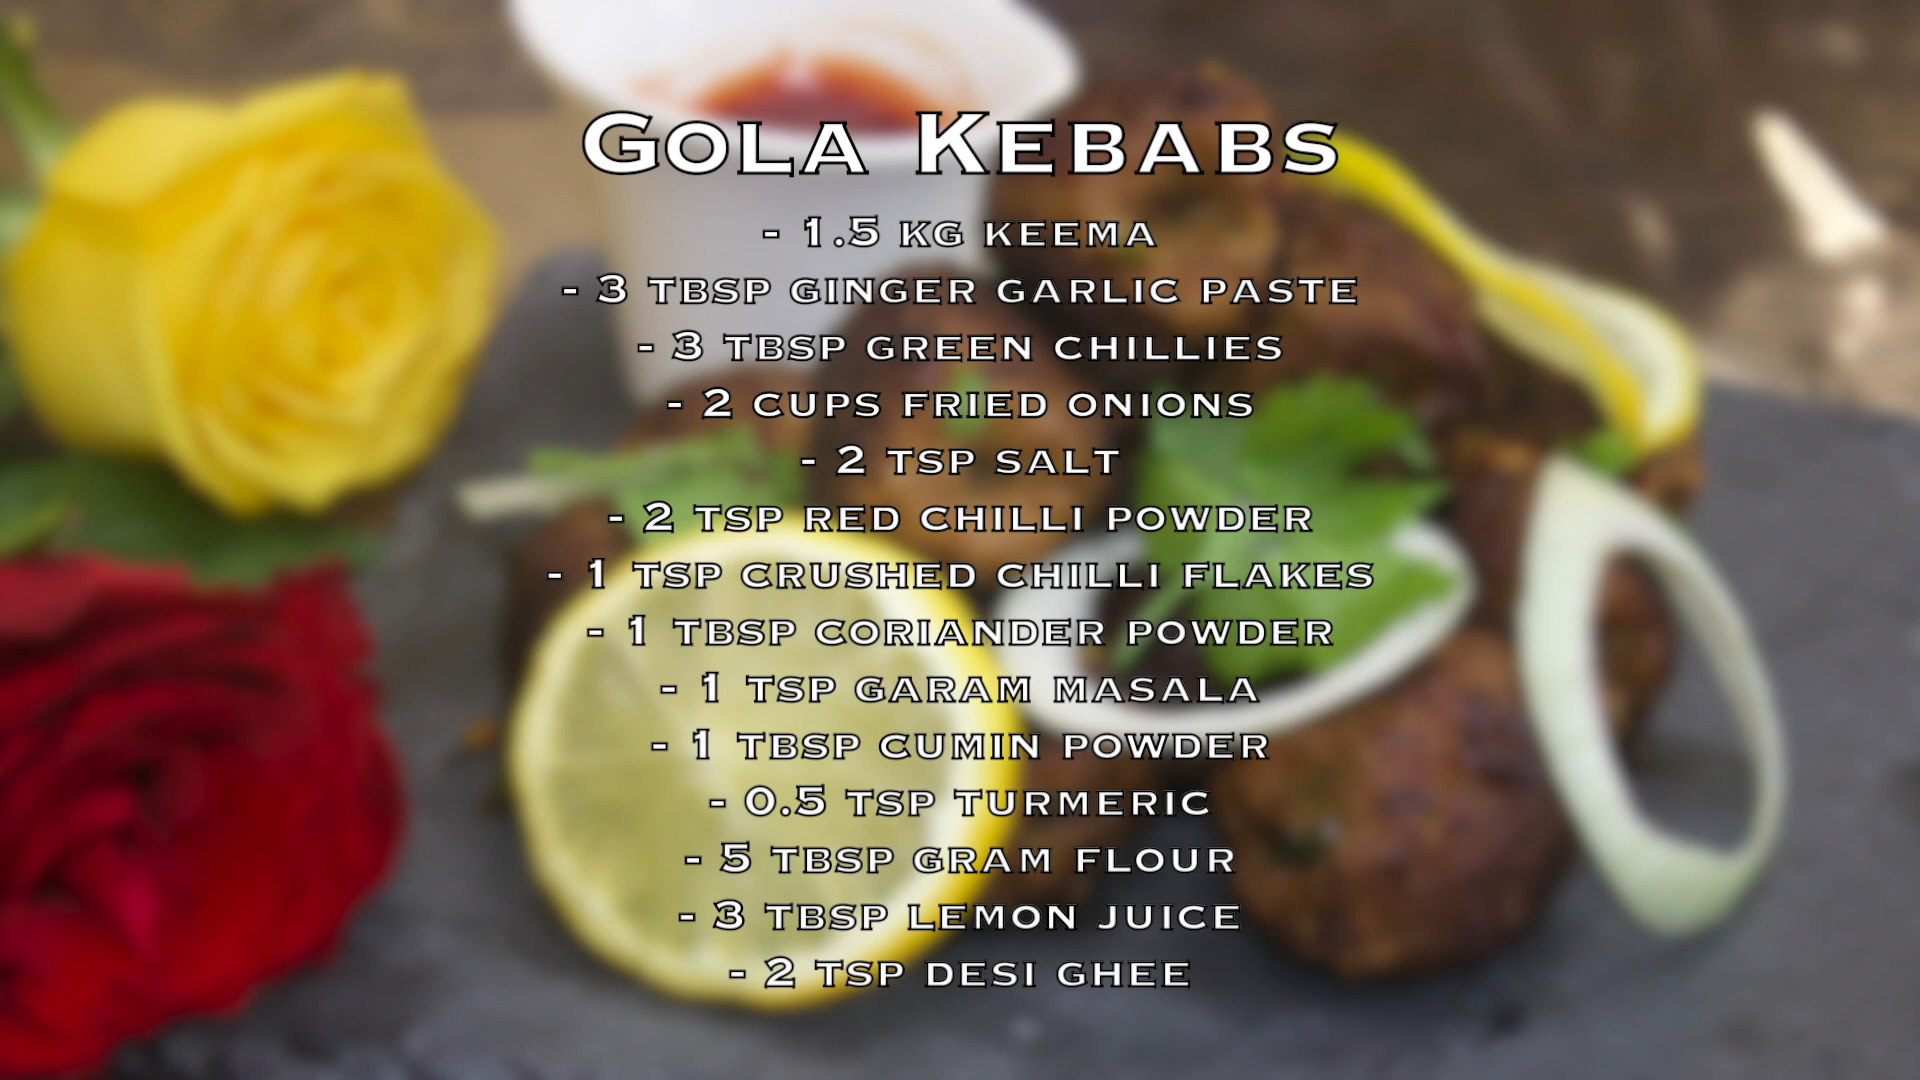 Gola Kebabs
- 1.5 kg keema
- 3 tbsp ginger garlic paste
- 3 tbsp green chillies
- 2 cups fried onions
- 2 tsp salt
- 2 tsp red chilli powder
- 1 tsp crushed chilli flakes
- 1 tbsp coriander powder
- 1 tsp garam masala
- 1 tbsp cumin powder
- 0.5 tsp turmeric
- 5 tbsp gram flour
- 3 tbsp lemon juice
- 2 tsp desi ghee